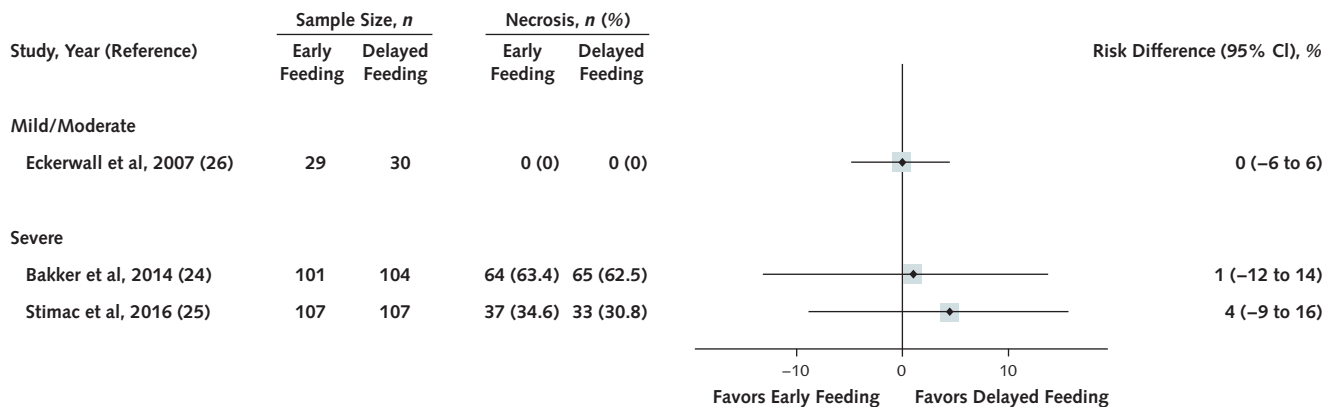 Sample Size, n Necrosis, n (%)
Study, Year (Reference) Early Delayed Early Delayed Risk Difference (95% CI), %
Feeding Feeding Feeding Feeding
Mild/Moderate
Eckerwall et al, 2007 (26) 29 30 0 (0) 0 (0) 0 (–6 to 6)
Severe
Bakker et al, 2014 (24) 101 104 64 (63.4) 65 (62.5) 1 (–12 to 14)
Stimac et al, 2016 (25) 107 107 37 (34.6) 33 (30.8) 4 (–9 to 16)
–10 0 10
Favors Early Feeding Favors Delayed Feeding